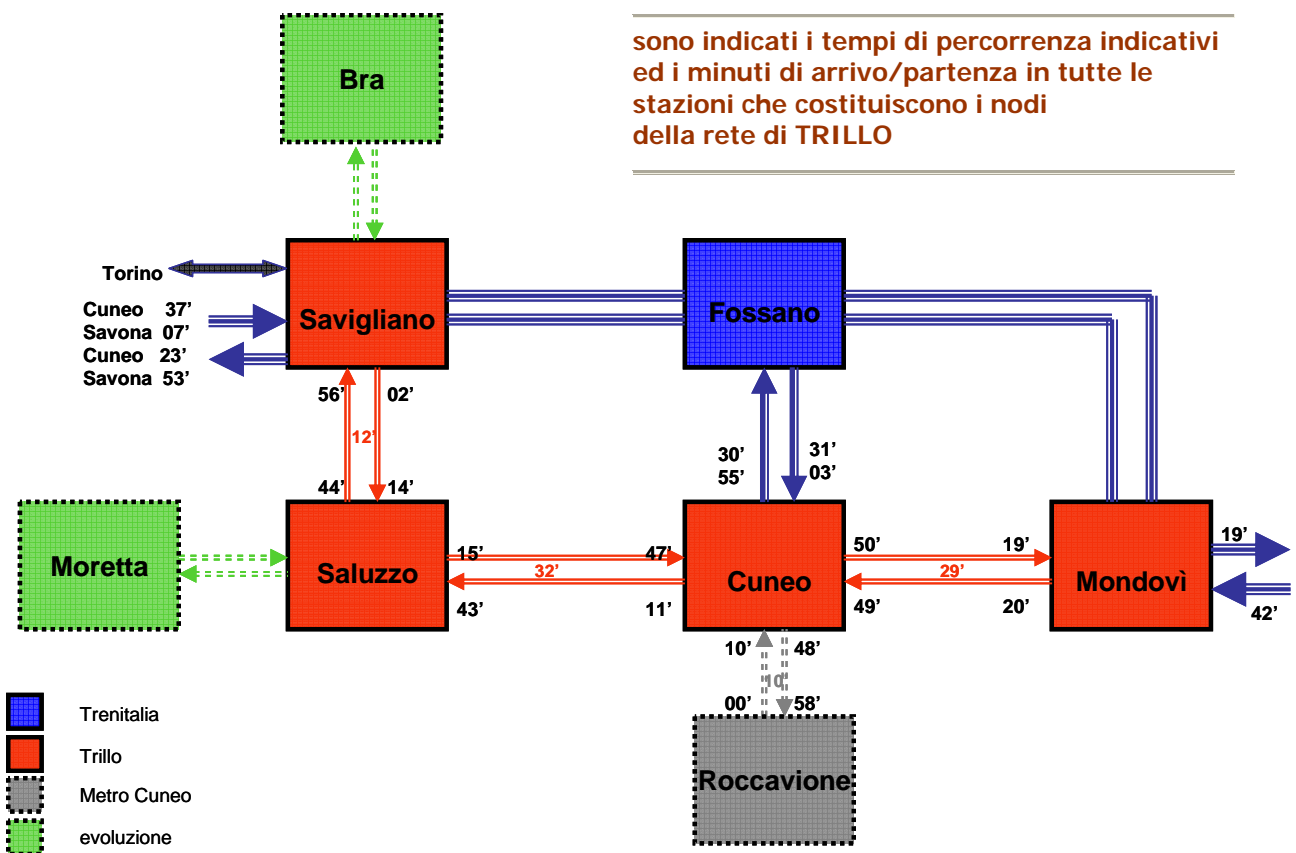 sono indicati i tempi di percorrenza indicativi
ed i minuti di arrivo/partenza in tutte le
stazioni che costituiscono i nodi
della rete di TRILLO
Bra
Torino
Cuneo 37'
Savona 07'
Cuneo 23'
Savona 53'
Savigliano
Fossano
56' 02'
12'
44' 14'
30' 31'
55' 03'
Moretta
Saluzzo
15' 47'
32'
43' 11'
Cuneo
50' 19'
29'
49' 20'
Mondovì
19'
42'
10' 48'
10'
00' 58'
Roccavione
Trenitalia
Trillo
Metro Cuneo
evoluzione